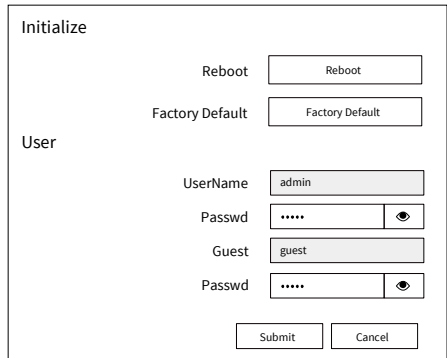 Initialize
Reboot Reboot
Factory Default Factory Default
User
UserName admin
Passwd •••••
Guest guest
Passwd •••••
Submit Cancel